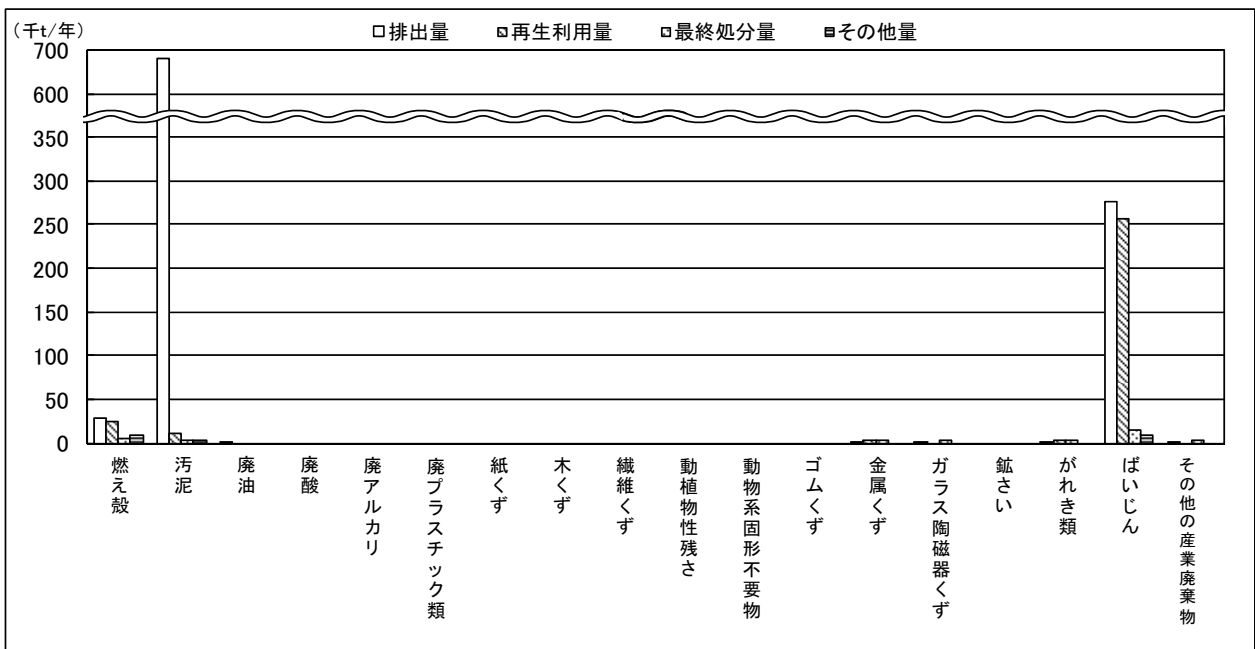 （千t/年）
排出量 再生利用量 最終処分量 その他量
700
600
350
300
250
200
150
100
50
0
燃え殻
汚泥
廃油
廃酸
廃アルカリ
廃プラスチック類
紙くず
木くず
繊維くず
動植物性残さ
動物系固形不要物
ゴムくず
金属くず
ガラス陶磁器くず
鉱さい
がれき類
ばいじん
その他の産業廃棄物